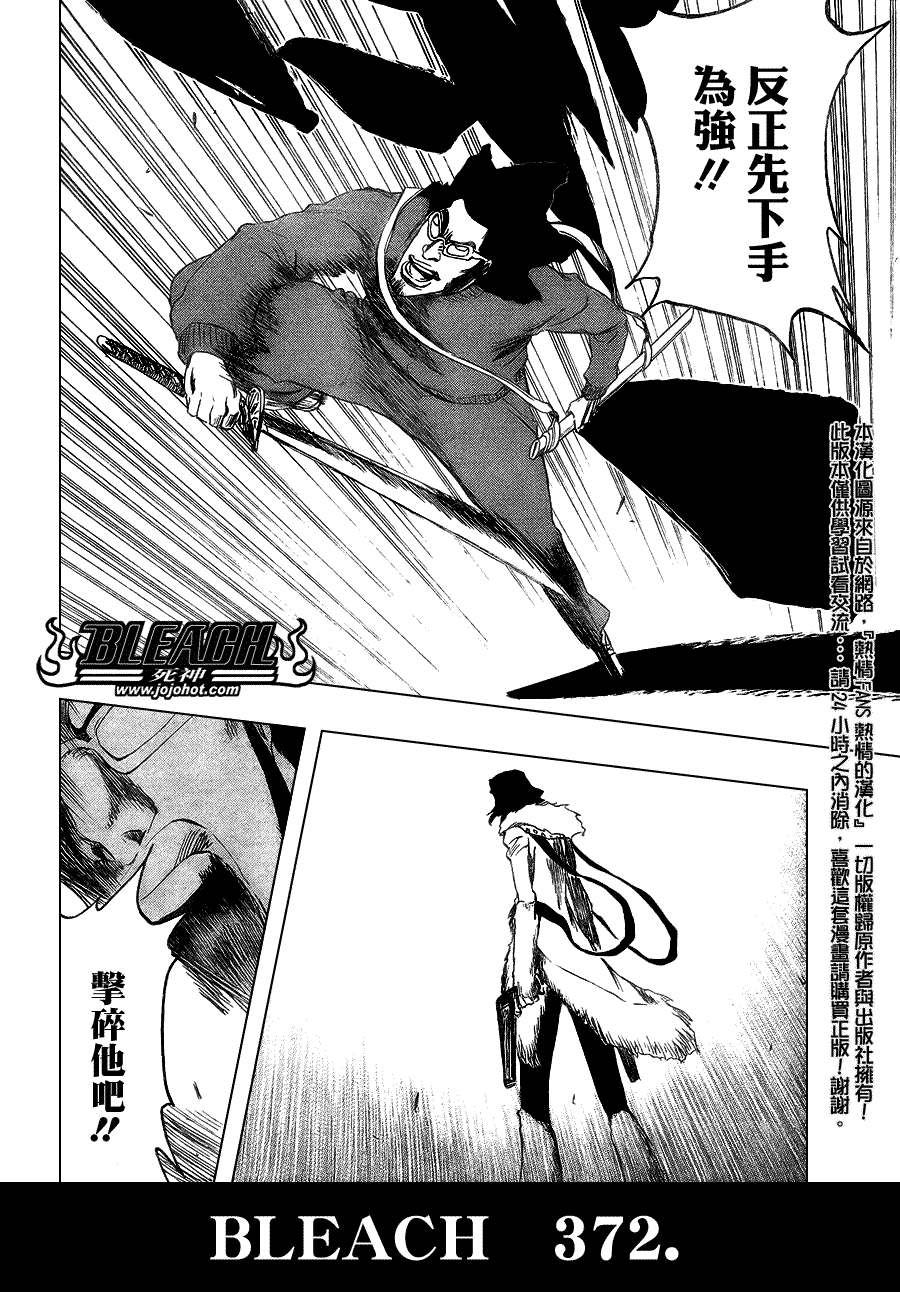 反正先下手
為強!!
本漢化圖源來自於網路，『熱情FANS熱情的漢化』一切版權歸原作者與出版社擁有！
此版本僅供學習試看交流…… 請24小時之內消除，喜歡這套漫畫請購買正版！謝謝。
BLEACH
死神
www.jojohot.com
擊碎他吧!!
BLEACH 372.